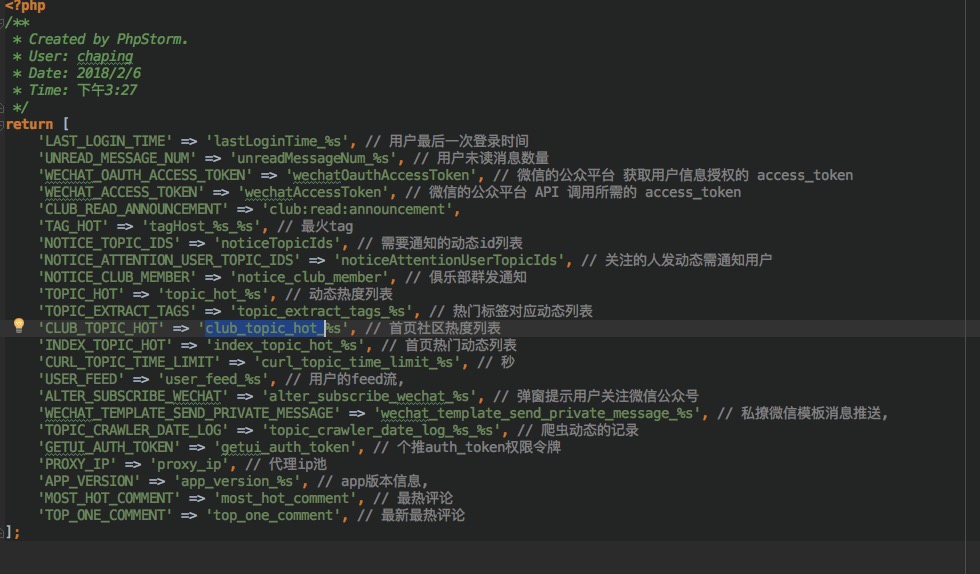 <?php
/**
 * Created by PhpStorm.
 * User: chaping
 * Date: 2018/2/6
 * Time: 下午3:27
 */
return [
    'LAST_LOGIN_TIME' => 'lastLoginTime_%s', // 用户最后一次登录时间
    'UNREAD_MESSAGE_NUM' => 'unreadMessageNum_%s', // 用户未读消息数量
    'WECHAT_OAUTH_ACCESS_TOKEN' => 'wechatOauthAccessToken', // 微信的公众平台 获取用户信息授权的 access_token
    'WECHAT_ACCESS_TOKEN' => 'wechatAccesToken', // 微信的公众平台 API 调用所需的 access_token
    'CLUB_READ_ANNOUNCEMENT' => 'club:read:announcement',
    'TAG_HOT' => 'tagHost_%s_%s', // 最火tag
    'NOTICE_TOPIC_IDS' => 'noticeTopicIds', // 需要通知的动态id列表
    'NOTICE_ATTENTION_USER_TOPIC_IDS' => 'noticeAttentionUserTopicIds', // 关注的人发动态需通知用户
    'NOTICE_CLUB_MEMBER' => 'notice_club_member', // 俱乐部群发通知
    'TOPIC_HOT' => 'topic_hot_%s', // 动态热度列表
    'TOPIC_EXTRACT_TAGS' => 'topic_extract_tags_%s', // 热门标签对应动态列表
    'CLUB_TOPIC_HOT' => 'club_topic_hot_%s', // 首页社区热度列表
    'INDEX_TOPIC_HOT' => 'index_topic_hot_%s', // 首页热门动态列表
    'CURL_TOPIC_TIME_LIMIT' => 'curl_topic_time_limit_%s', // 秒
    'USER_FEED' => 'user_feed_%s', // 用户的feed流,
    'ALTER_SUBSCRIBE_WECHAT' => 'alter_subscribe_wechat_%s', // 弹窗提示用户关注微信公众号
    'WECHAT_TEMPLATE_SEND_PRIVATE_MESSAGE' => 'wechat_template_send_private_message_%s', // 私撩微信模板消息推送,
    'TOPIC_CRAWLER_DATE_LOG' => 'topic_crawler_date_log_%s_%s', // 爬虫动态的记录
    'GETUI_AUTH_TOKEN' => 'getui_auth_token', // 个推auth_token权限令牌
    'PROXY_IP' => 'proxy_ip', // 代理ip池
    'APP_VERSION' => 'app_version_%s', // app版本信息,
    'MOST_HOT_COMMENT' => 'most_hot_comment', // 最热评论
    'TOP_ONE_COMMENT' => 'top_one_comment', // 最新最热评论
];